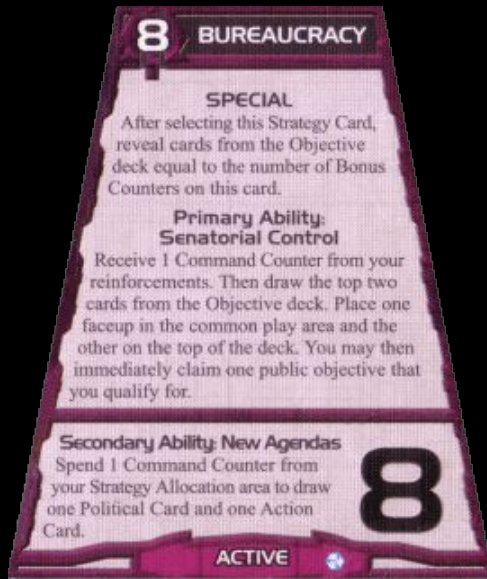 8 BUREAUCRACY
SPECIAL
After selecting this Strategy Card,
reveal cards from the Objective
deck equal to the number of Bonus
Counters on this card.
Primary Ability:
Senatorial Control
Receive 1 Command Counter from your
reinforcements. Then draw the top two
cards from the Objective deck. Place one
faceup in the common play area and the
other on the top of the deck. You may then
immediately claim one public objective that
you qualify for.
Secondary Ability: New Agendas
Spend 1 Command Counter from
your Strategy Allocation area to draw
one Political Card and one Action
Card.
8
ACTIVE